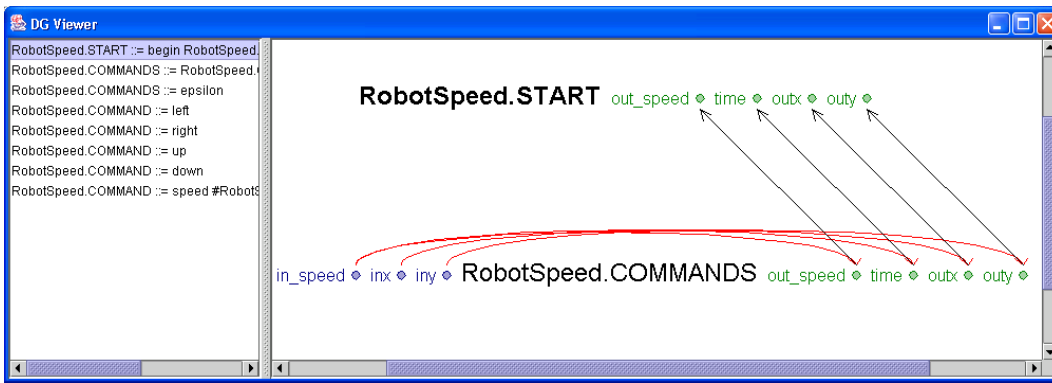 DG Viewer
RobotSpeed.START ::= begin RobotSpeed.
RobotSpeed.COMMANDS ::= RobotSpeed.
RobotSpeed.COMMANDS ::= epsilon
RobotSpeed.COMMAND ::= left
RobotSpeed.COMMAND ::= right
RobotSpeed.COMMAND ::= up
RobotSpeed.COMMAND ::= down
RobotSpeed.COMMAND ::= speed #RobotS
RobotSpeed.START out_speed time outx outy
in_speed inx iny RobotSpeed.COMMANDS out_speed time outx outy